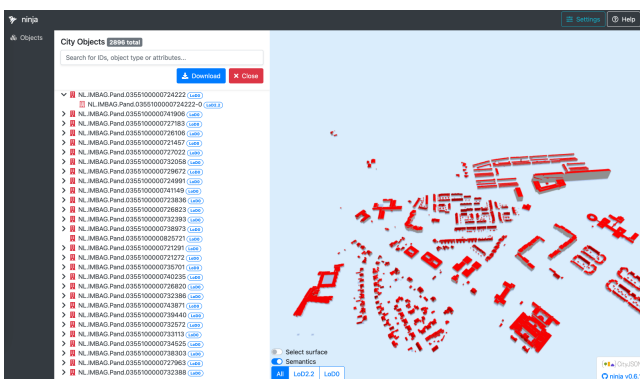 ninja
Settings
Help
Objects
City Objects 2896 total
Search for IDs, object type or attributes...
Download
Close
NL.IMBAG.Pand.0355100000724222 LoD0
NL.IMBAG.Pand.0355100000724222-0 LoD2.2
NL.IMBAG.Pand.0355100000741906 LoD0
NL.IMBAG.Pand.0355100000727183 LoD0
NL.IMBAG.Pand.0355100000726106 LoD0
NL.IMBAG.Pand.0355100000721457 LoD0
NL.IMBAG.Pand.0355100000727022 LoD0
NL.IMBAG.Pand.0355100000732058 LoD0
NL.IMBAG.Pand.0355100000729672 LoD0
NL.IMBAG.Pand.0355100000724991 LoD0
NL.IMBAG.Pand.0355100000741149 LoD0
NL.IMBAG.Pand.0355100000723836 LoD0
NL.IMBAG.Pand.0355100000726823 LoD0
NL.IMBAG.Pand.0355100000732393 LoD0
NL.IMBAG.Pand.0355100000738973 LoD0
NL.IMBAG.Pand.0355100000825721 LoD0
NL.IMBAG.Pand.0355100000721291 LoD0
NL.IMBAG.Pand.0355100000721272 LoD0
NL.IMBAG.Pand.0355100000735701 LoD0
NL.IMBAG.Pand.0355100000740235 LoD0
NL.IMBAG.Pand.0355100000726820 LoD0
NL.IMBAG.Pand.0355100000732386 LoD0
NL.IMBAG.Pand.0355100000743871 LoD0
NL.IMBAG.Pand.0355100000739440 LoD0
NL.IMBAG.Pand.0355100000732572 LoD0
NL.IMBAG.Pand.0355100000733113 LoD0
NL.IMBAG.Pand.0355100000734525 LoD0
NL.IMBAG.Pand.0355100000738303 LoD0
NL.IMBAG.Pand.0355100000727963 LoD0
NL.IMBAG.Pand.0355100000732388 LoD0
Select surface
Semantics
All LoD2.2 LoD0
CityJSON
ninja v0.6.